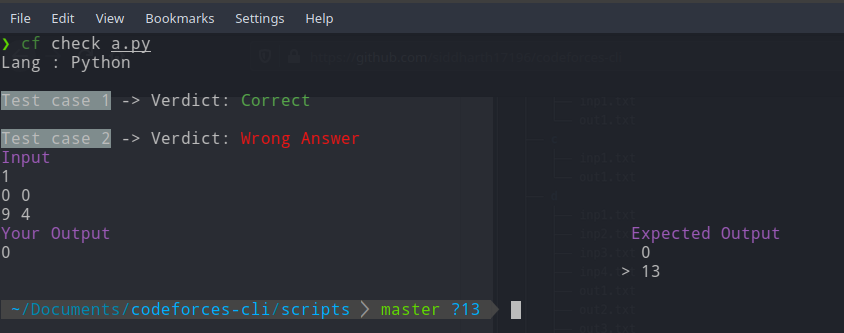 File Edit View Bookmarks Settings Help
❯ cf check a.py
Lang : Python
Test case 1 -> Verdict: Correct
Test case 2 -> Verdict: Wrong Answer
Input
1
0 0
9 4
Your Output Expected Output
0 0
> 13
~/Documents/codeforces-cli/scripts master ?13